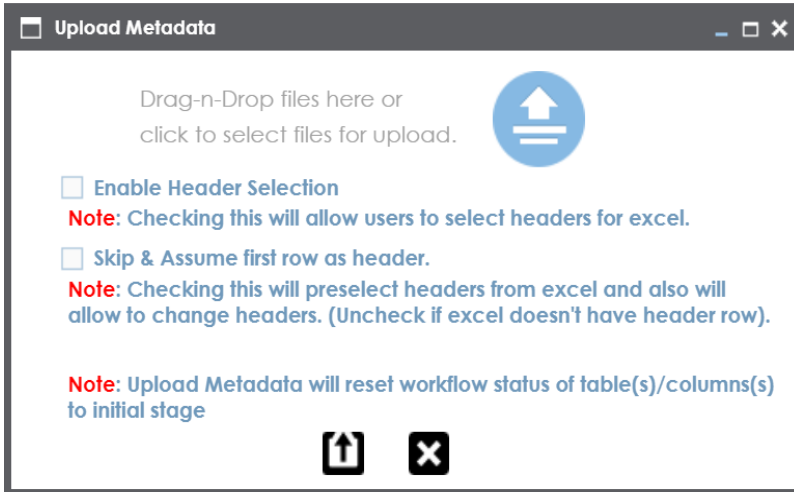 Upload Metadata
Drag-n-Drop files here or
click to select files for upload.
Enable Header Selection
Note: Checking this will allow users to select headers for excel.
Skip & Assume first row as header.
Note: Checking this will preselect headers from excel and also will
allow to change headers. (Uncheck if excel doesn't have header row).
Note: Upload Metadata will reset workflow status of table(s)/columns(s)
to initial stage